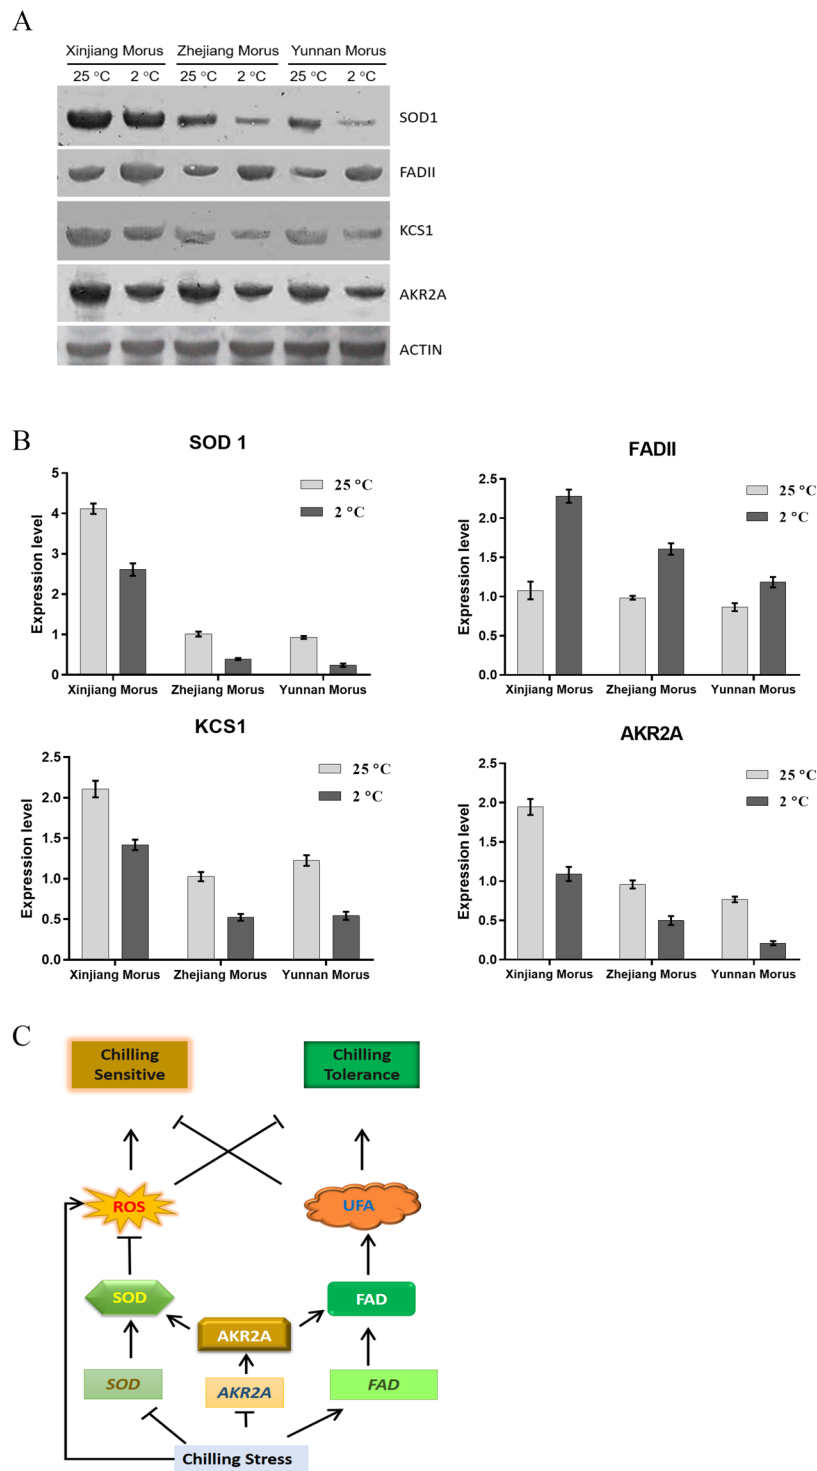 A
Xinjiang Morus Zhejiang Morus Yunnan Morus
25 °C 2 °C 25 °C 2 °C 25 °C 2 °C
SOD1
FADII
KCS1
AKR2A
ACTIN
B
SOD 1
Expression level
5
4
3
2
1
0
25 °C
2 °C
Xinjiang Morus Zhejiang Morus Yunnan Morus
FADII
Expression level
2.5
2.0
1.5
1.0
0.5
0.0
25 °C
2 °C
Xinjiang Morus Zhejiang Morus Yunnan Morus
KCS1
Expression level
2.5
2.0
1.5
1.0
0.5
0.0
25 °C
2 °C
Xinjiang Morus Zhejiang Morus Yunnan Morus
AKR2A
Expression level
2.5
2.0
1.5
1.0
0.5
0.0
25 °C
2 °C
Xinjiang Morus Zhejiang Morus Yunnan Morus
C
Chilling
Sensitive
Chilling
Tolerance
ROS
UFA
SOD
FAD
AKR2A
SOD
AKR2A
FAD
Chilling Stress